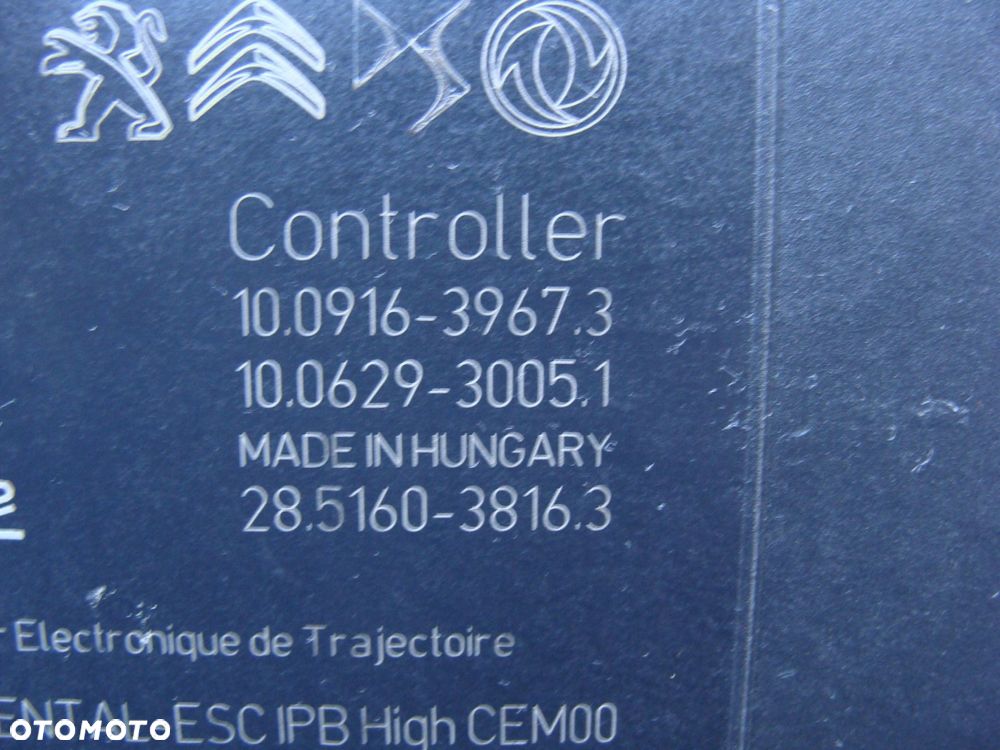 Controller
10.0916-3967.3
10.0629-3005.1
MADE IN HUNGARY
28.5160-3816.3
Electronique de Trajectoire
ENTAL ESC IPB High CEM00
OTOMOTO